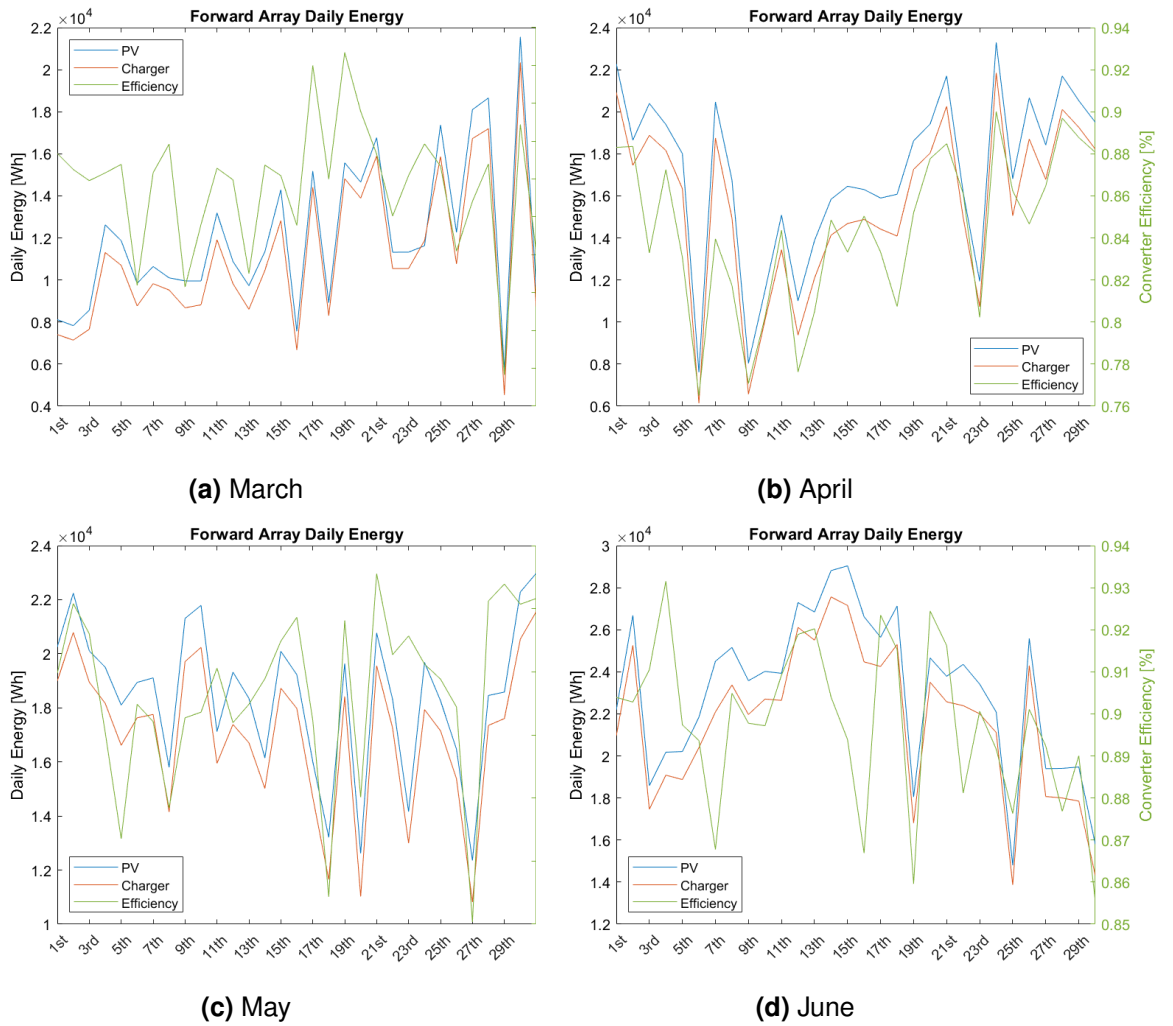 Forward Array Daily Energy
×10⁴
2.2
2
1.8
1.6
1.4
1.2
1
0.8
0.6
0.4
Daily Energy [Wh]
PV
Charger
Efficiency
1st 3rd 5th 7th 9th 11th 13th 15th 17th 19th 21st 23rd 25th 27th 29th
(a) March
Forward Array Daily Energy
×10⁴
2.4
2.2
2
1.8
1.6
1.4
1.2
1
0.8
0.6
Daily Energy [Wh]
PV
Charger
Efficiency
0.94
0.92
0.9
0.88
0.86
0.84
0.82
0.8
0.78
0.76
Converter Efficiency [%]
1st 3rd 5th 7th 9th 11th 13th 15th 17th 19th 21st 23rd 25th 27th 29th
(b) April
Forward Array Daily Energy
×10⁴
2.4
2.2
2
1.8
1.6
1.4
1.2
1
Daily Energy [Wh]
PV
Charger
Efficiency
1st 3rd 5th 7th 9th 11th 13th 15th 17th 19th 21st 23rd 25th 27th 29th
(c) May
Forward Array Daily Energy
×10⁴
3
2.8
2.6
2.4
2.2
2
1.8
1.6
1.4
1.2
Daily Energy [Wh]
PV
Charger
Efficiency
0.94
0.93
0.92
0.91
0.9
0.89
0.88
0.87
0.86
0.85
Converter Efficiency [%]
1st 3rd 5th 7th 9th 11th 13th 15th 17th 19th 21st 23rd 25th 27th 29th
(d) June